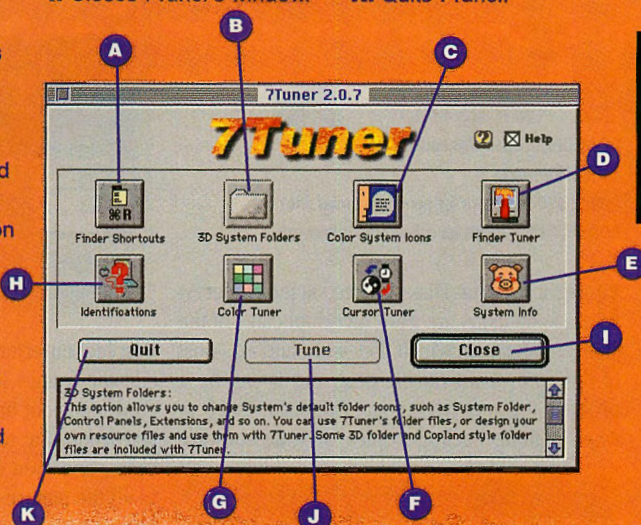 Closes 7Tuner's window. Quits 7Tuner.
A
B
C
7Tuner 2.0.7
7Tuner
? Help
D
⌘R
Finder Shortcuts
3D System Folders
Color System Icons
Finder Tuner
H
E
Identifications
Color Tuner
Cursor Tuner
System Info
I
Quit
Tune
Close
3D System Folders:
This option allows you to change System's default folder icons, such as System Folder,
Control Panels, Extensions, and so on. You can use 7Tuner's folder files, or design your
own resource files and use them with 7Tuner. Some 3D folder and Copland style folder
files are included with 7Tuner.
K
G
J
F